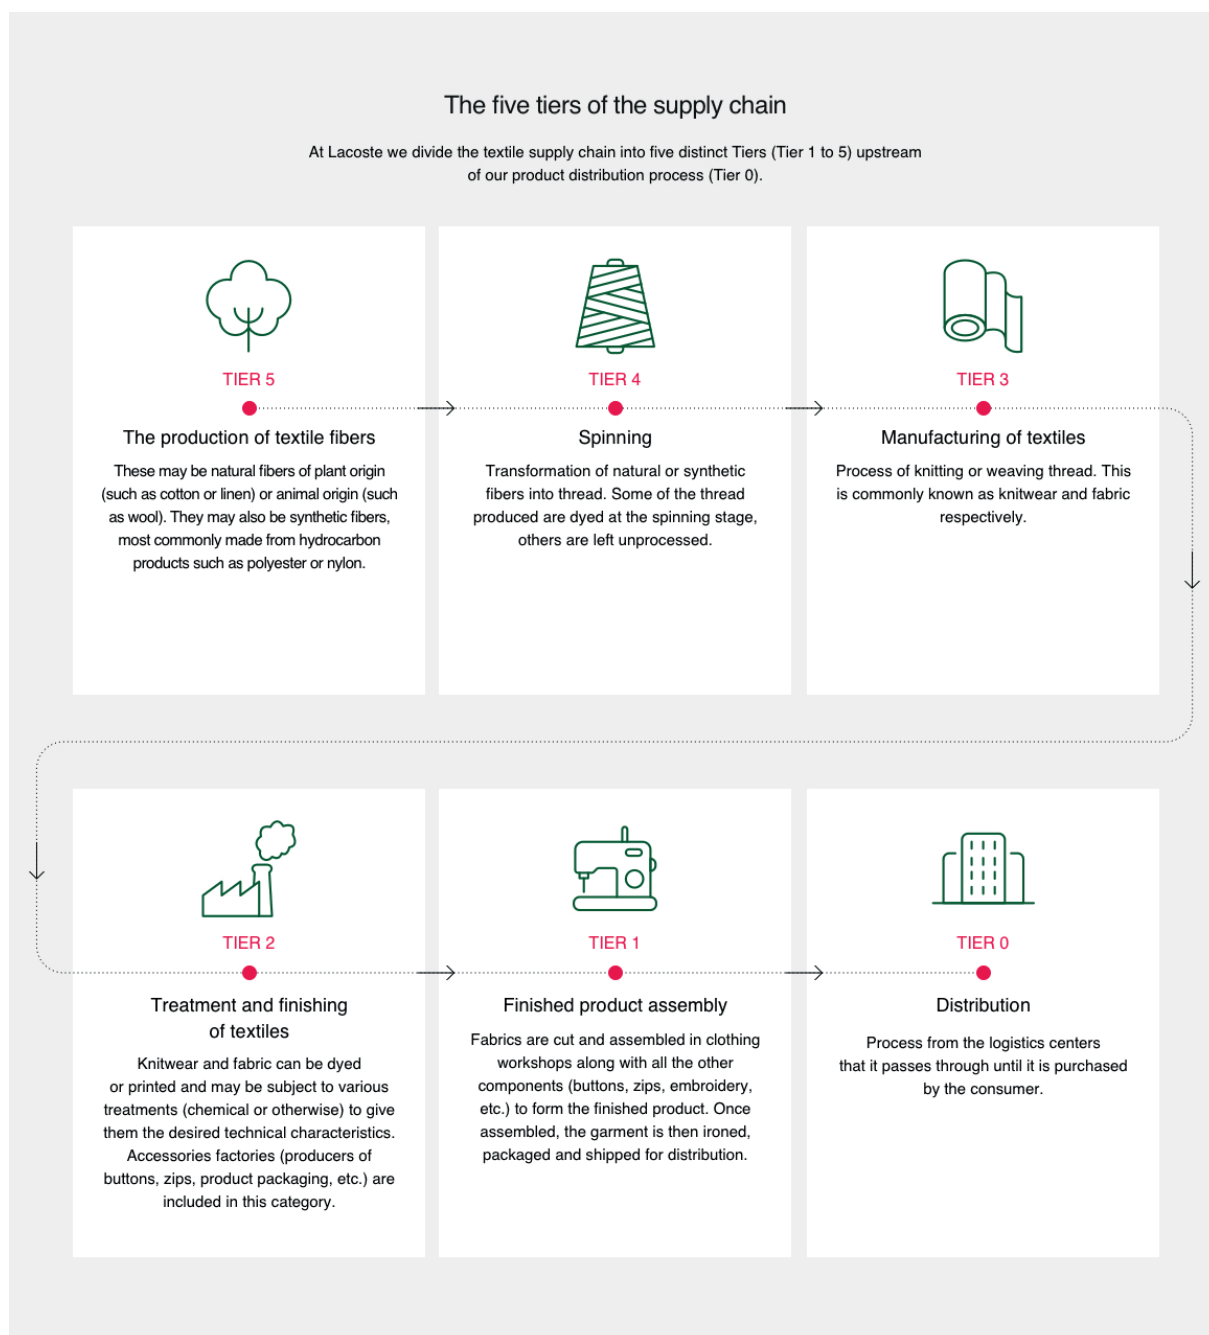 The five tiers of the supply chain
At Lacoste we divide the textile supply chain into five distinct Tiers (Tier 1 to 5) upstream
of our product distribution process (Tier 0).
TIER 5
The production of textile fibers
These may be natural fibers of plant origin
(such as cotton or linen) or animal origin (such
as wool). They may also be synthetic fibers,
most commonly made from hydrocarbon
products such as polyester or nylon.
TIER 4
Spinning
Transformation of natural or synthetic
fibers into thread. Some of the thread
produced are dyed at the spinning stage,
others are left unprocessed.
TIER 3
Manufacturing of textiles
Process of knitting or weaving thread. This
is commonly known as knitwear and fabric
respectively.
TIER 2
Treatment and finishing
of textiles
Knitwear and fabric can be dyed
or printed and may be subject to various
treatments (chemical or otherwise) to give
them the desired technical characteristics.
Accessories factories (producers of
buttons, zips, product packaging, etc.) are
included in this category.
TIER 1
Finished product assembly
Fabrics are cut and assembled in clothing
workshops along with all the other
components (buttons, zips, embroidery,
etc.) to form the finished product. Once
assembled, the garment is then ironed,
packaged and shipped for distribution.
TIER 0
Distribution
Process from the logistics centers
that it passes through until it is purchased
by the consumer.